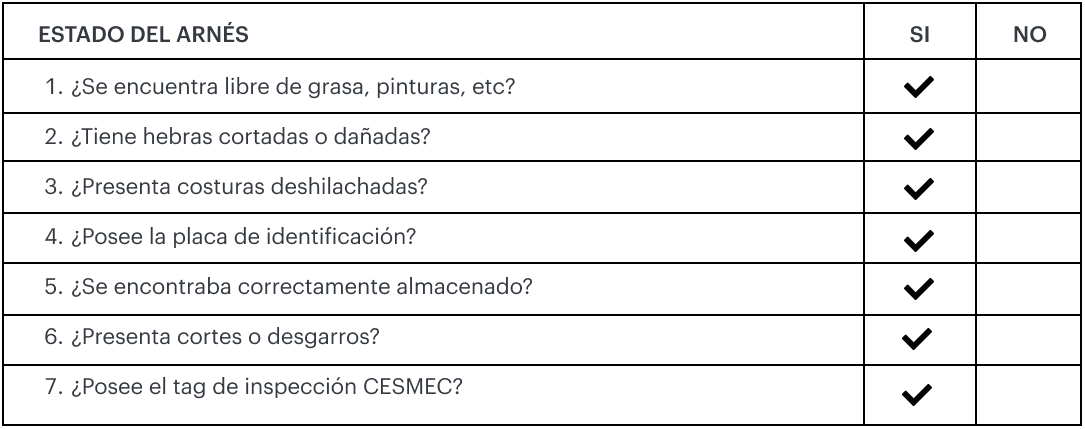 ESTADO DEL ARNÉS SI NO
1. ¿Se encuentra libre de grasa, pinturas, etc? ✔
2. ¿Tiene hebras cortadas o dañadas? ✔
3. ¿Presenta costuras deshilachadas? ✔
4. ¿Posee la placa de identificación? ✔
5. ¿Se encontraba correctamente almacenado? ✔
6. ¿Presenta cortes o desgarros? ✔
7. ¿Posee el tag de inspección CESMEC? ✔